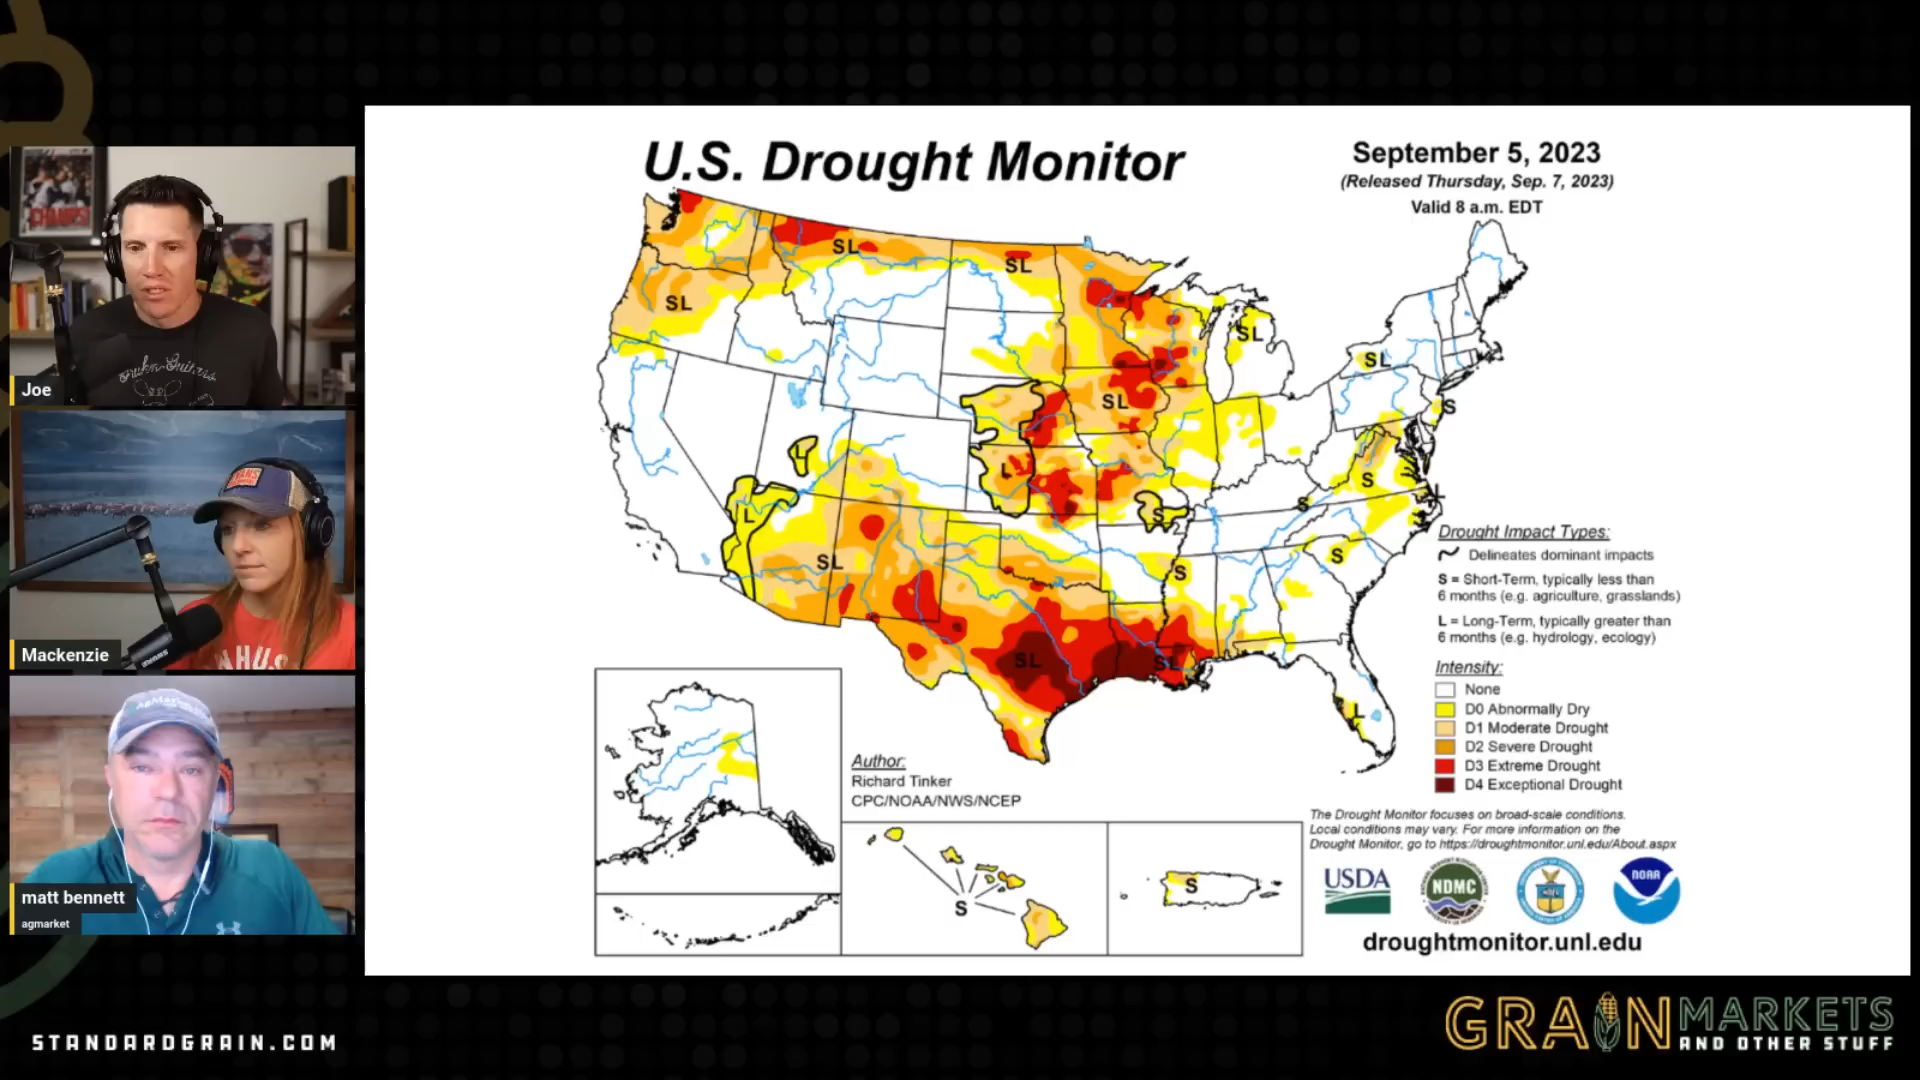 CHAMPS!
Joe
Mackenzie
matt bennett
agmarket
U.S. Drought Monitor
September 5, 2023
(Released Thursday, Sep. 7, 2023)
Valid 8 a.m. EDT
SL
SL
SL
SL
SL
SL
S
L
L
S
S
S
L
SL
S
S
SL
SL
L
S
S
Drought Impact Types:
Delineates dominant impacts
S = Short-Term, typically less than
6 months (e.g. agriculture, grasslands)
L = Long-Term, typically greater than
6 months (e.g. hydrology, ecology)
Intensity:
None
D0 Abnormally Dry
D1 Moderate Drought
D2 Severe Drought
D3 Extreme Drought
D4 Exceptional Drought
Author:
Richard Tinker
CPC/NOAA/NWS/NCEP
The Drought Monitor focuses on broad-scale conditions.
Local conditions may vary. For more information on the
Drought Monitor, go to https://droughtmonitor.unl.edu/About.aspx
USDA
NDMC
NOAA
droughtmonitor.unl.edu
STANDARDGRAIN.COM
GRAIN MARKETS
AND OTHER STUFF